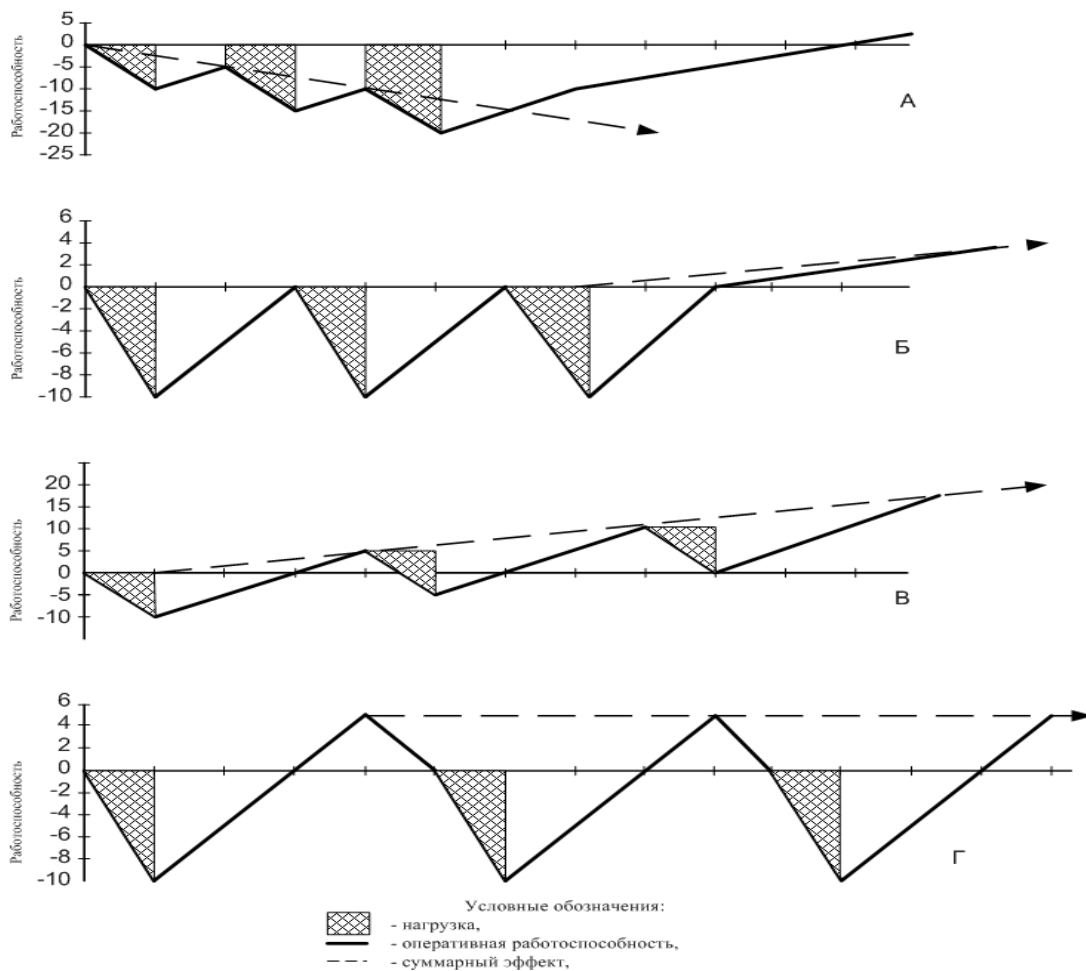 5
0
-5
-10
-15
-20
-25
Работоспособность
А
6
4
2
0
-2
-4
-6
-8
-10
Работоспособность
Б
20
15
10
5
0
-5
-10
Работоспособность
В
6
4
2
0
-2
-4
-6
-8
-10
Работоспособность
Г
Условные обозначения:
- нагрузка,
- оперативная работоспособность,
- суммарный эффект,